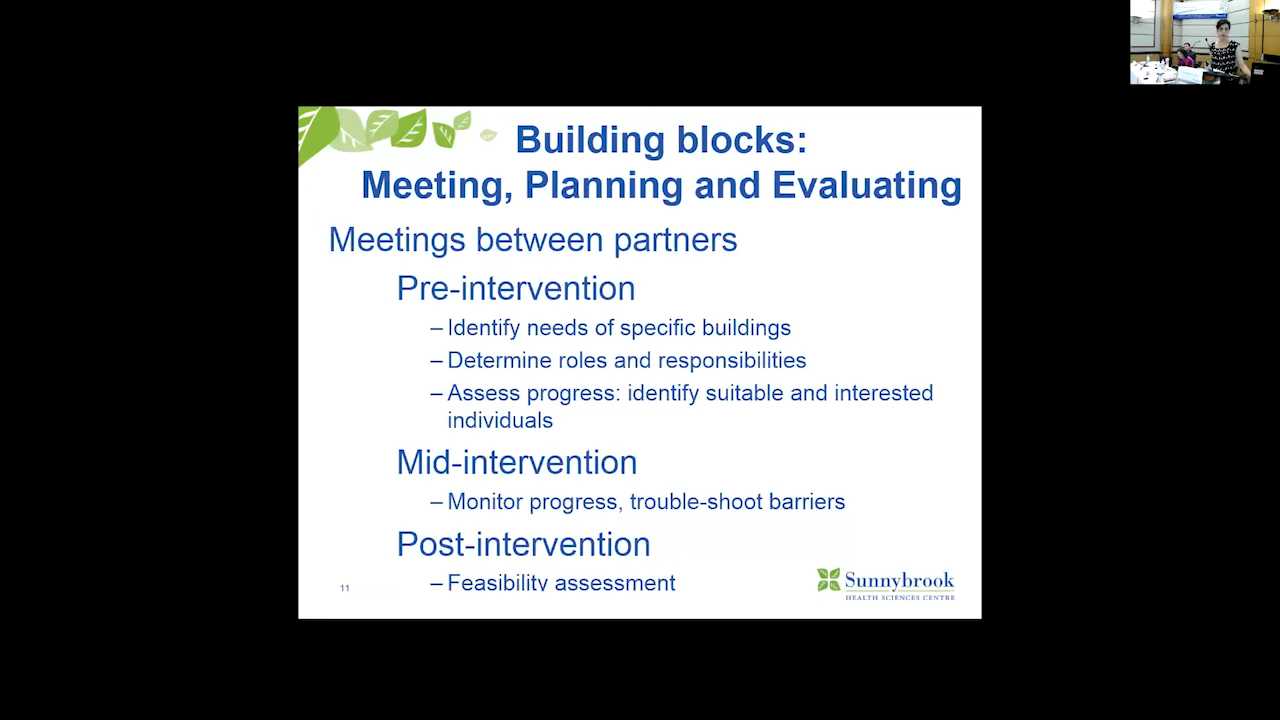 Building blocks:
Meeting, Planning and Evaluating
Meetings between partners
Pre-intervention
– Identify needs of specific buildings
– Determine roles and responsibilities
– Assess progress: identify suitable and interested
individuals
Mid-intervention
– Monitor progress, trouble-shoot barriers
Post-intervention
– Feasibility assessment
11
Sunnybrook
HEALTH SCIENCES CENTRE